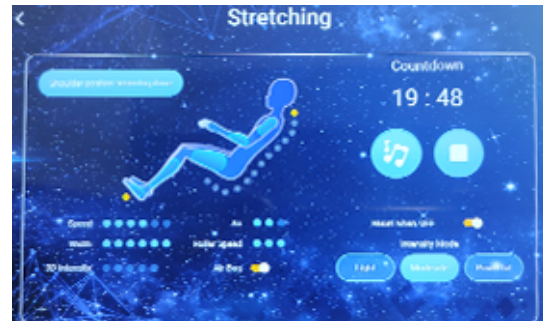 Stretching
Countdown
19 : 48
Speed
Air
Width
Roller Speed
3D Intensity
Air Bag
Intensity Mode
Light
Moderate
Powerful